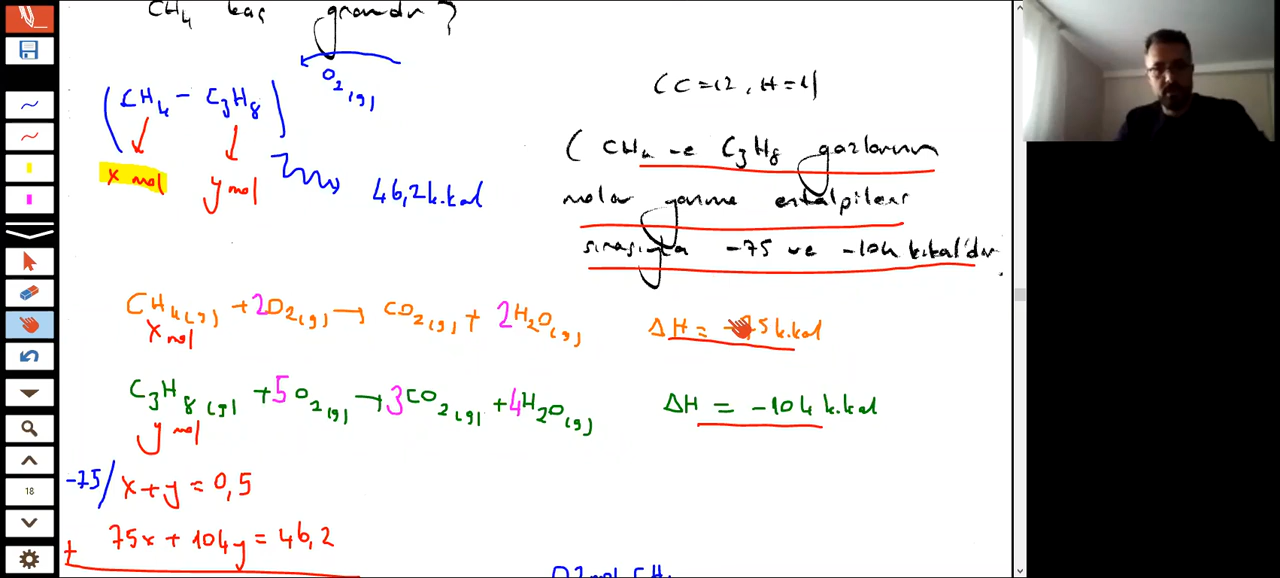 CH₄ kaç gramdır?
O₂(g)
(CH₄ – C₃H₈)
x mol
y mol
46,2 k.kal
(C=12, H=1)
(CH₄ ve C₃H₈ gazlarının
molar yanma entalpileri
sırasıyla -75 ve -104 k.kal'dir.
CH₄(g) + 2O₂(g) → CO₂(g) + 2H₂O(g) ΔH = -75 k.kal
x mol
C₃H₈(g) + 5O₂(g) → 3CO₂(g) + 4H₂O(g) ΔH = -104 k.kal
y mol
-75/ x+y = 0,5
75x + 104y = 46,2
+
18